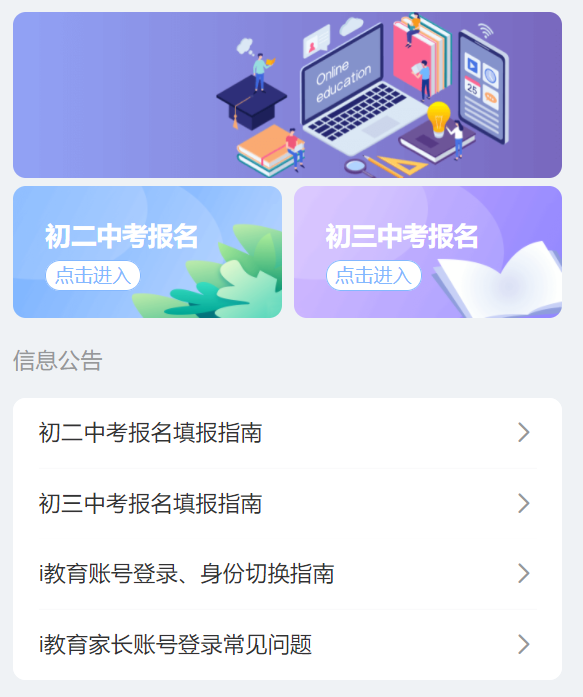 Online
education
25
初二中考报名
点击进入
初三中考报名
点击进入
信息公告
初二中考报名填报指南
初三中考报名填报指南
i教育账号登录、身份切换指南
i教育家长账号登录常见问题